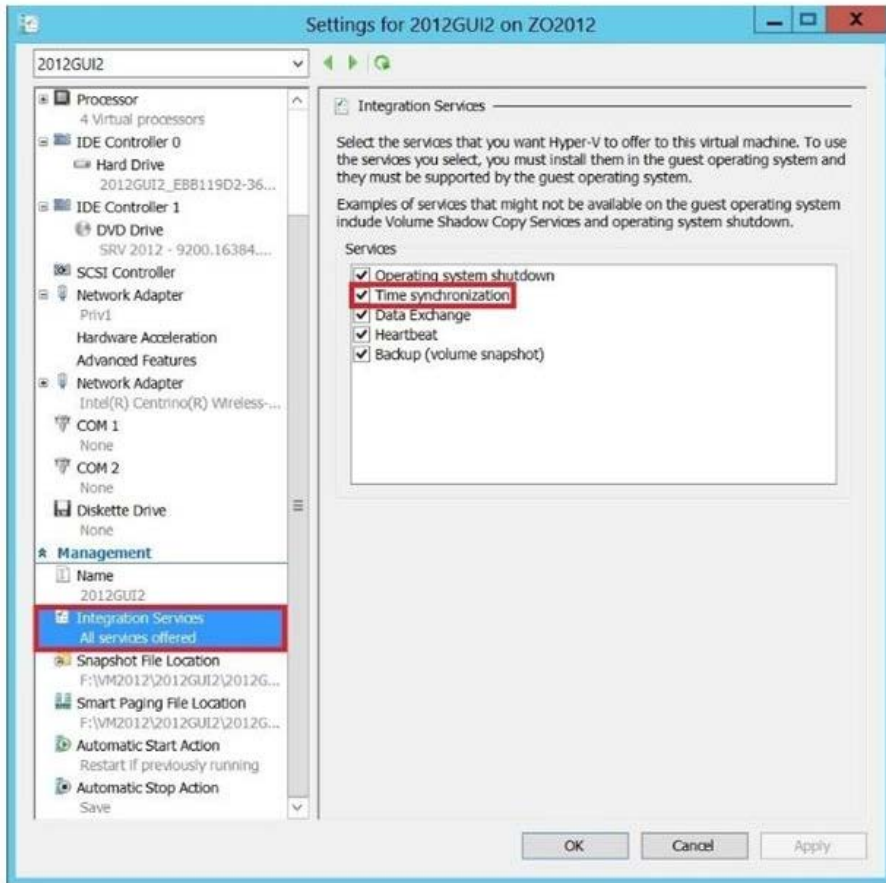 Settings for 2012GUI2 on ZO2012
2012GUI2
Processor
4 Virtual processors
IDE Controller 0
Hard Drive
2012GUI2_EBB119D2-36...
IDE Controller 1
DVD Drive
SRV 2012 - 9200.16384....
SCSI Controller
Network Adapter
Priv1
Hardware Acceleration
Advanced Features
Network Adapter
Intel(R) Centrino(R) Wireless-...
COM 1
None
COM 2
None
Diskette Drive
None
Management
Name
2012GUI2
Integration Services
All services offered
Snapshot File Location
F:\VM2012\2012GUI2\2012G...
Smart Paging File Location
F:\VM2012\2012GUI2\2012G...
Automatic Start Action
Restart if previously running
Automatic Stop Action
Save
Integration Services
Select the services that you want Hyper-V to offer to this virtual machine. To use
the services you select, you must install them in the guest operating system and
they must be supported by the guest operating system.
Examples of services that might not be available on the guest operating system
include Volume Shadow Copy Services and operating system shutdown.
Services
Operating system shutdown
Time synchronization
Data Exchange
Heartbeat
Backup (volume snapshot)
OK
Cancel
Apply